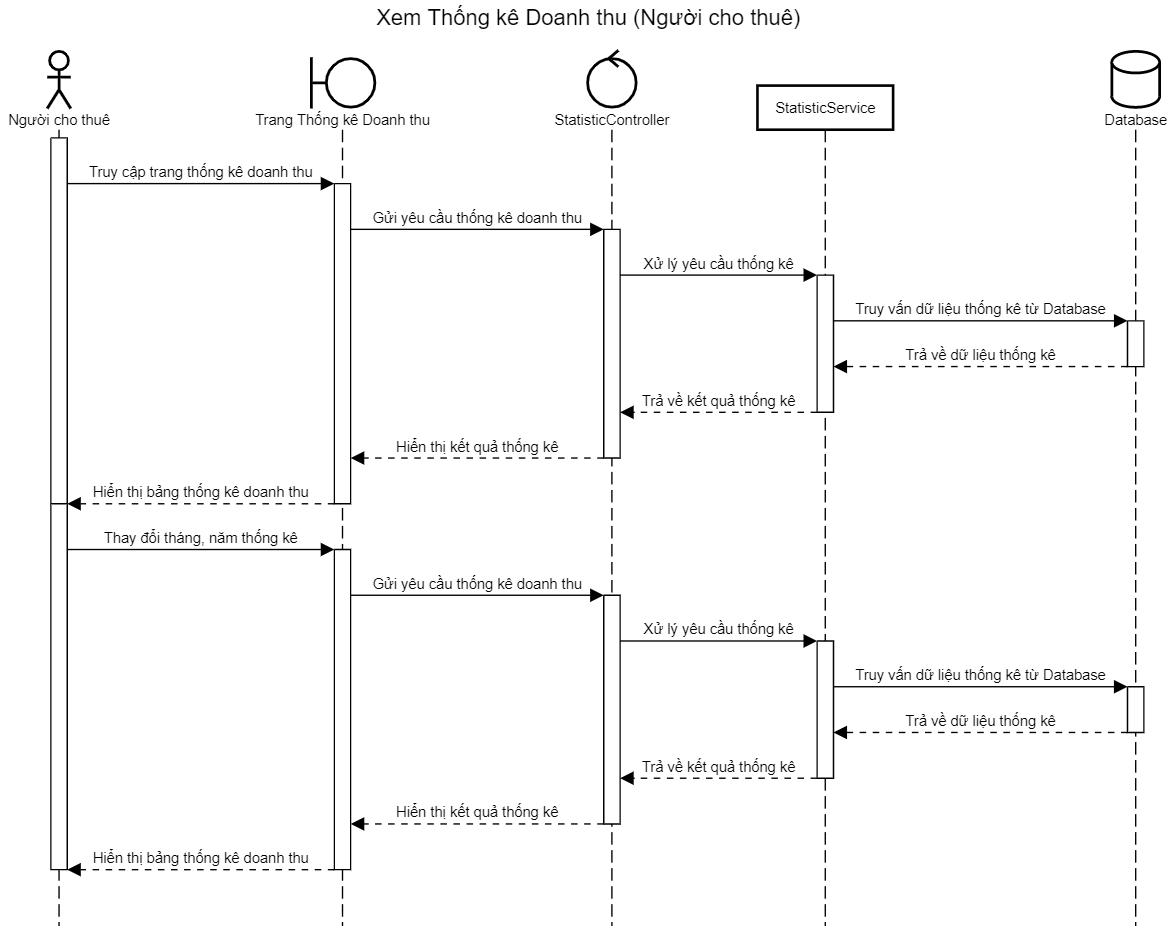 Xem Thống kê Doanh thu (Người cho thuê)
Người cho thuê
Trang Thống kê Doanh thu
StatisticController
StatisticService
Database
Truy cập trang thống kê doanh thu
Gửi yêu cầu thống kê doanh thu
Xử lý yêu cầu thống kê
Truy vấn dữ liệu thống kê từ Database
Trả về dữ liệu thống kê
Trả về kết quả thống kê
Hiển thị kết quả thống kê
Hiển thị bảng thống kê doanh thu
Thay đổi tháng, năm thống kê
Gửi yêu cầu thống kê doanh thu
Xử lý yêu cầu thống kê
Truy vấn dữ liệu thống kê từ Database
Trả về dữ liệu thống kê
Trả về kết quả thống kê
Hiển thị kết quả thống kê
Hiển thị bảng thống kê doanh thu